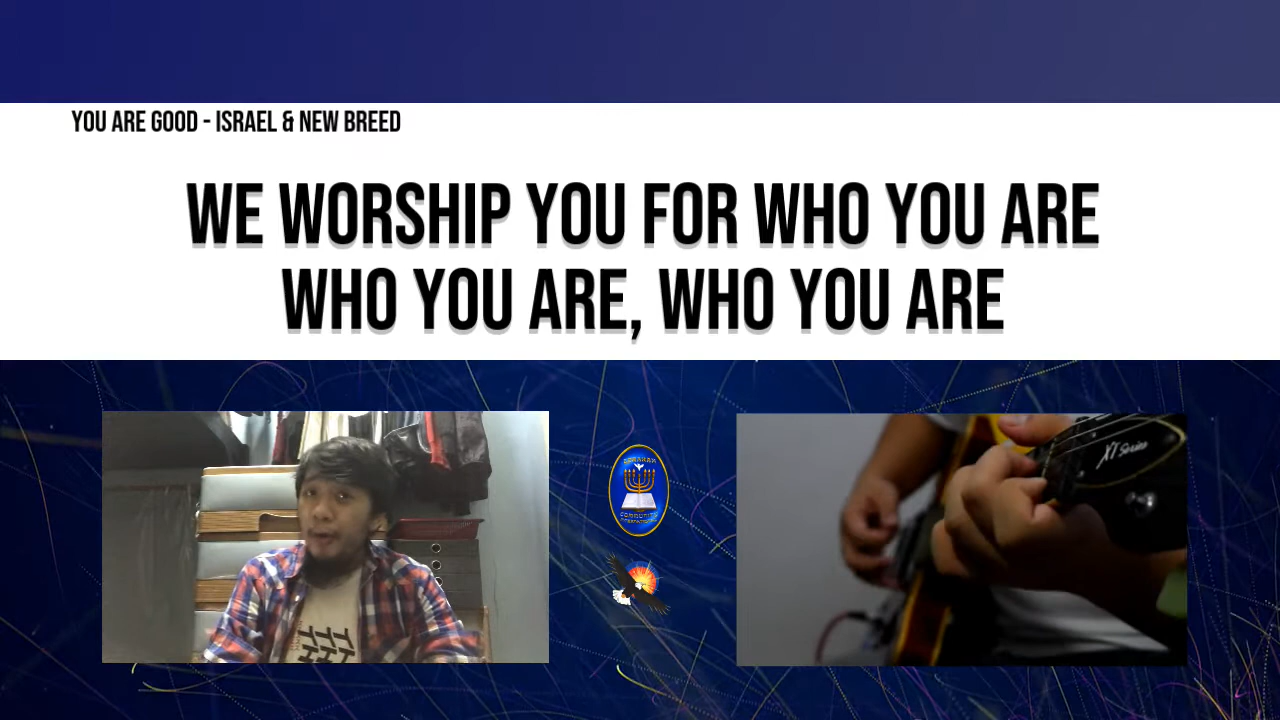 YOU ARE GOOD - ISRAEL & NEW BREED
WE WORSHIP YOU FOR WHO YOU ARE
WHO YOU ARE, WHO YOU ARE
XT Series
COMMUNITY